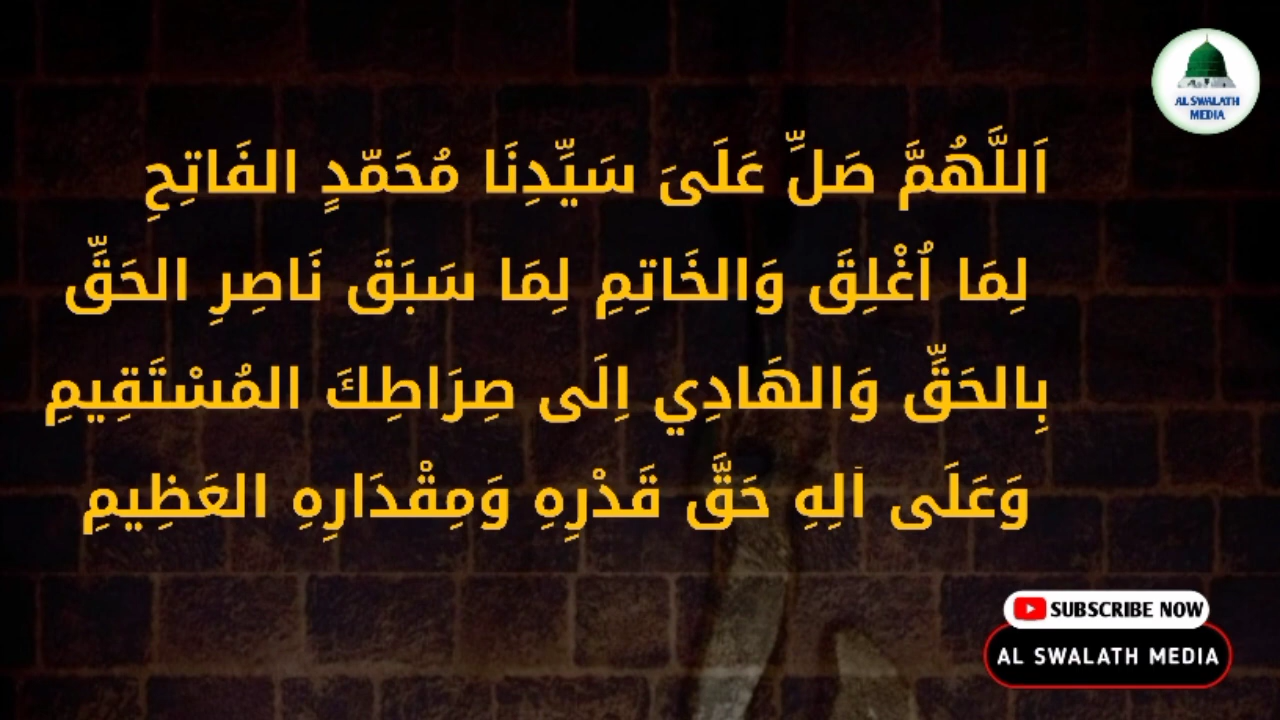 AL SWALATH
MEDIA
اَللَّهُمَّ صَلِّ عَلَىَ سَيِّدِنَا مُحَمّدٍ الفَاتِحِ
لِمَا اُغْلِقَ وَالخَاتِمِ لِمَا سَبَقَ نَاصِرِ الحَقِّ
بِالحَقِّ وَالهَادِي اِلَى صِرَاطِكَ المُسْتَقِيمِ
وَعَلَى اَلِهِ حَقَّ قَدْرِهِ وَمِقْدَارِهِ العَظِيمِ
SUBSCRIBE NOW
AL SWALATH MEDIA